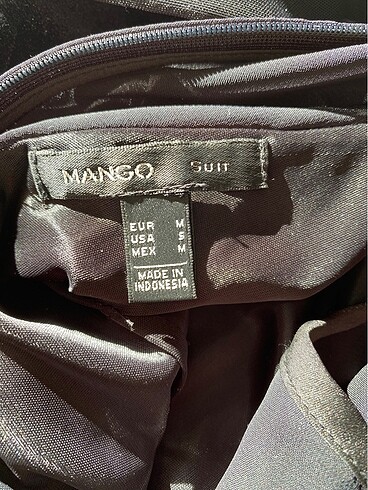 MANGO SUIT
EUR M
USA S
MEX M
MADE IN
INDONESIA